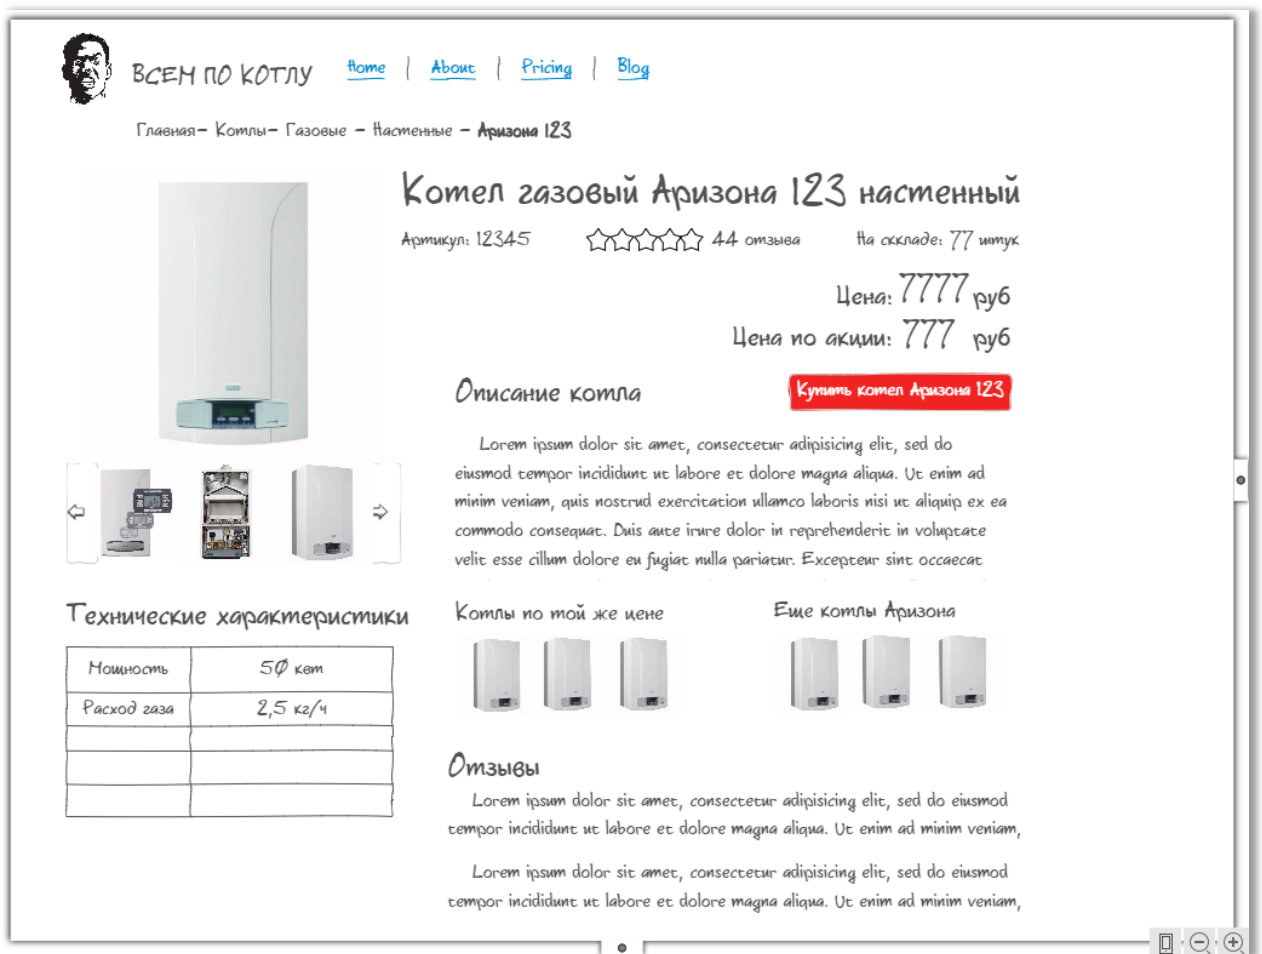 ВСЕМ ПО КОТЛУ
Home | About | Pricing | Blog
Главная- Котлы- Газовые - Настенные - Аризона 123
Котел газовый Аризона 123 настенный
Артикул: 12345 44 отзыва На сккладе: 77 штук
Цена: 7777 руб
Цена по акции: 777 руб
Описание котла
Купить котел Аризона 123
Lorem ipsum dolor sit amet, consectetur adipisicing elit, sed do
eiusmod tempor incididunt ut labore et dolore magna aliqua. Ut enim ad
minim veniam, quis nostrud exercitation ullamco laboris nisi ut aliquip ex ea
commodo consequat. Duis aute irure dolor in reprehenderit in voluptate
velit esse cillum dolore eu fugiat nulla pariatur. Excepteur sint occaecat
Технические характеристики
Мощность 50 квт
Расход газа 2,5 кг/ч
Котлы по той же цене
Еще котлы Аризона
Отзывы
Lorem ipsum dolor sit amet, consectetur adipisicing elit, sed do eiusmod
tempor incididunt ut labore et dolore magna aliqua. Ut enim ad minim veniam,
Lorem ipsum dolor sit amet, consectetur adipisicing elit, sed do eiusmod
tempor incididunt ut labore et dolore magna aliqua. Ut enim ad minim veniam,